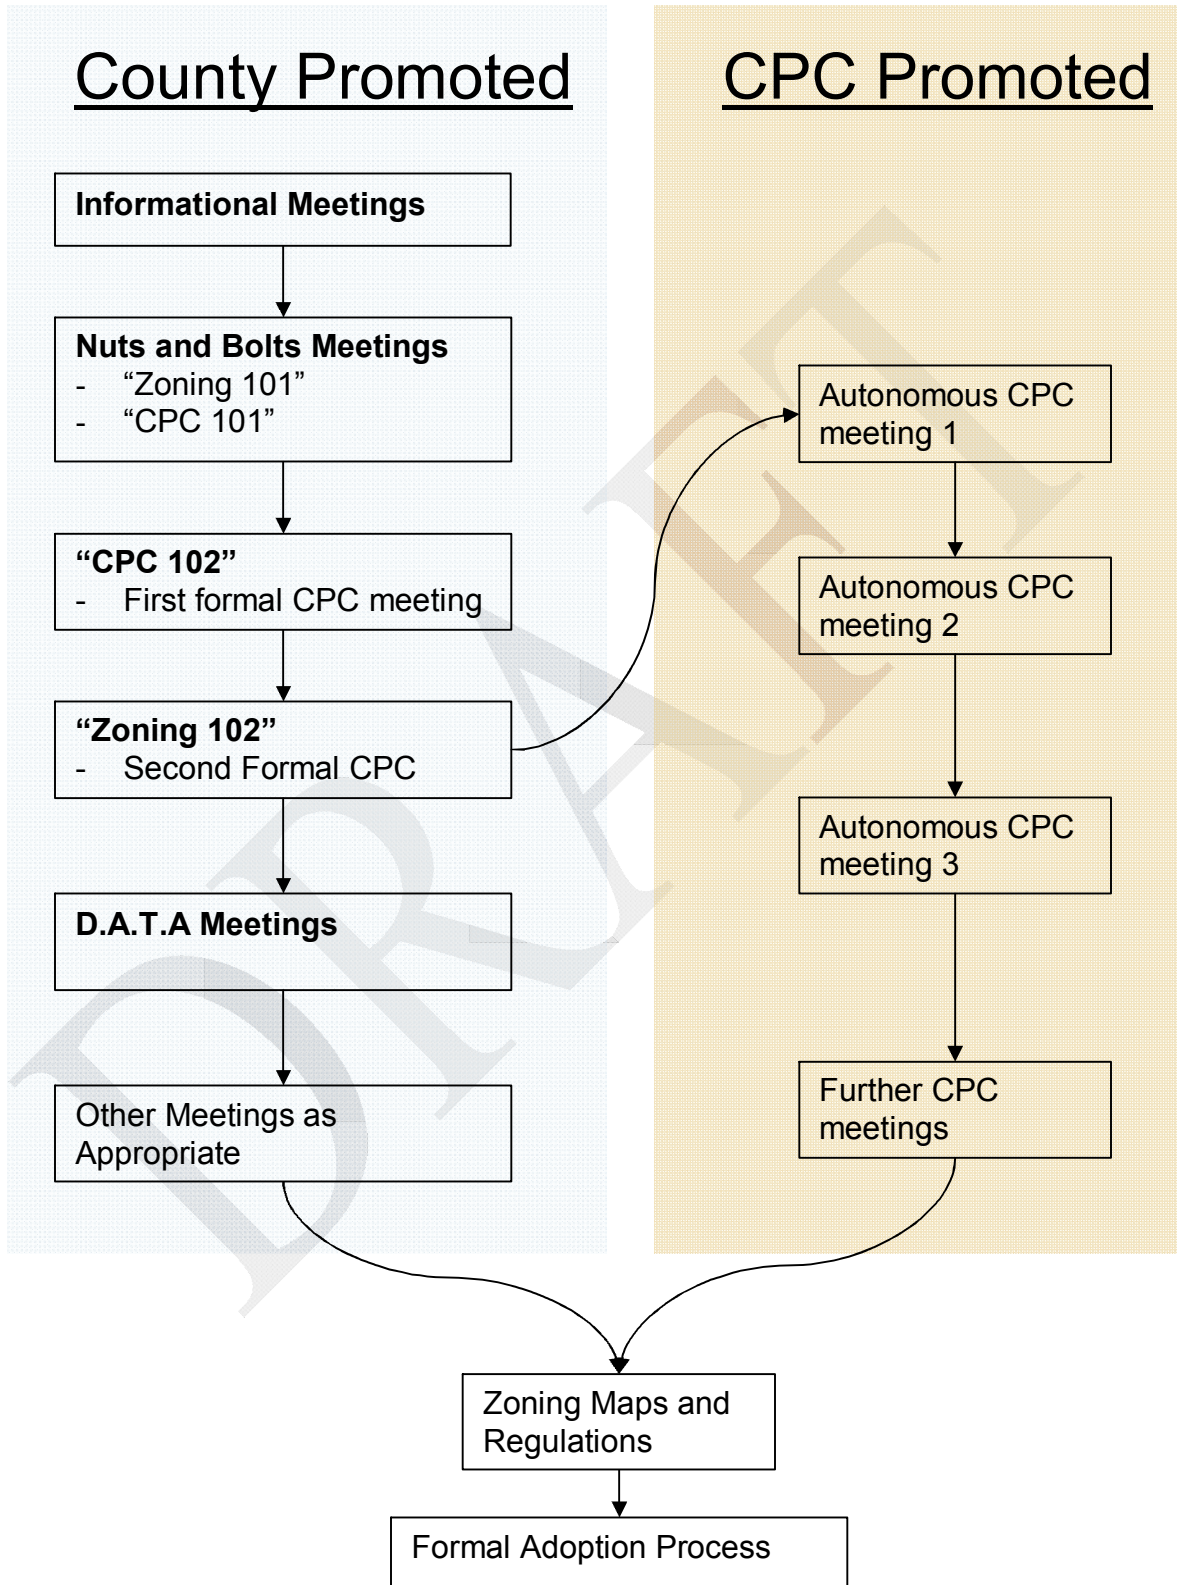 County Promoted
Informational Meetings
Nuts and Bolts Meetings
- “Zoning 101”
- “CPC 101”
“CPC 102”
- First formal CPC meeting
“Zoning 102”
- Second Formal CPC
D.A.T.A Meetings
Other Meetings as
Appropriate
CPC Promoted
Autonomous CPC
meeting 1
Autonomous CPC
meeting 2
Autonomous CPC
meeting 3
Further CPC
meetings
Zoning Maps and
Regulations
Formal Adoption Process
DRAFT